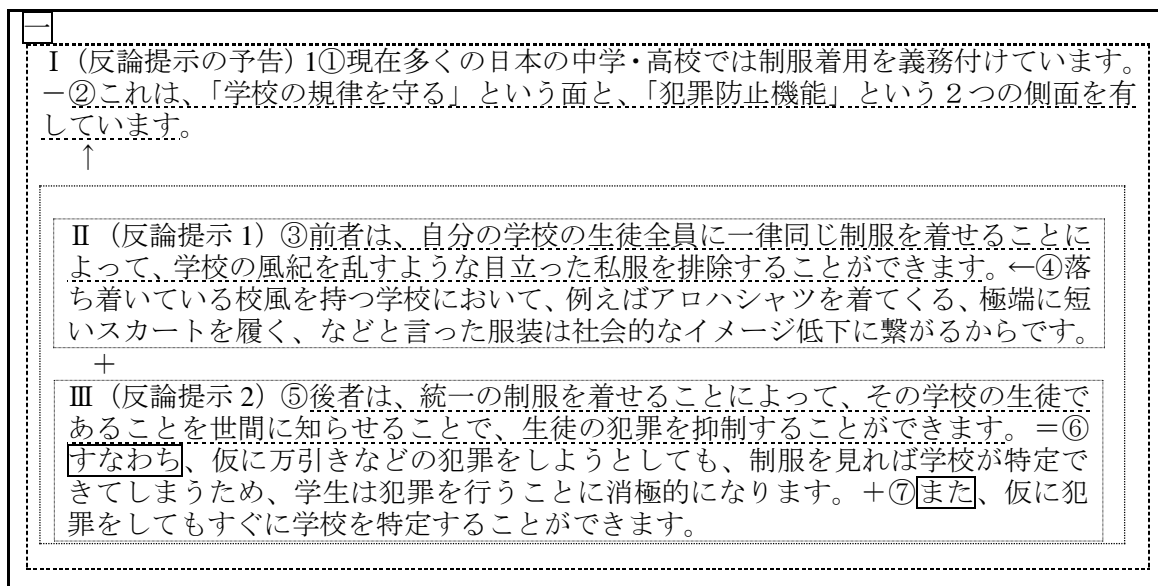 一
Ⅰ（反論提示の予告）1①現在多くの日本の中学・高校では制服着用を義務付けています。
－②これは、「学校の規律を守る」という面と、「犯罪防止機能」という２つの側面を有
しています。
↑
Ⅱ（反論提示 1）③前者は、自分の学校の生徒全員に一律同じ制服を着せることに
よって、学校の風紀を乱すような目立った私服を排除することができます。←④落
ち着いている校風を持つ学校において、例えばアロハシャツを着てくる、極端に短
いスカートを履く、などと言った服装は社会的なイメージ低下に繋がるからです。
＋
Ⅲ（反論提示 2）⑤後者は、統一の制服を着せることによって、その学校の生徒で
あることを世間に知らせることで、生徒の犯罪を抑制することができます。＝⑥
すなわち、仮に万引きなどの犯罪をしようとしても、制服を見れば学校が特定で
きてしまうため、学生は犯罪を行うことに消極的になります。＋⑦また、仮に犯
罪をしてもすぐに学校を特定することができます。